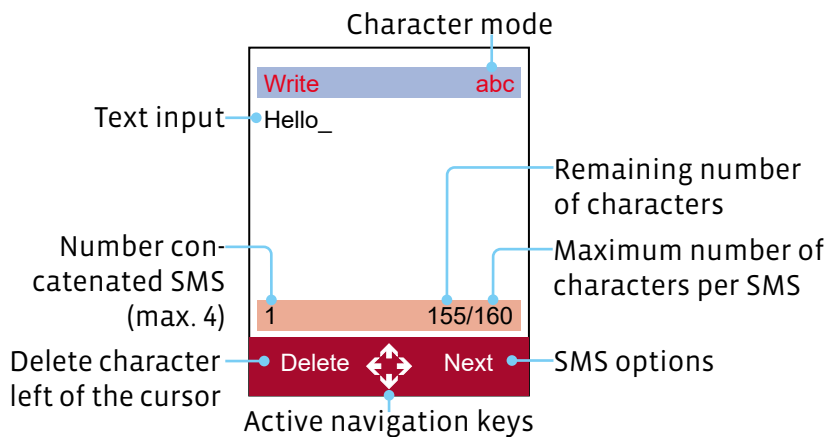 Character mode
Write abc
Text input
Hello_
Remaining number
of characters
Number con-
catenated SMS
(max. 4)
Maximum number of
characters per SMS
1 155/160
Delete character
left of the cursor
Delete Next
SMS options
Active navigation keys